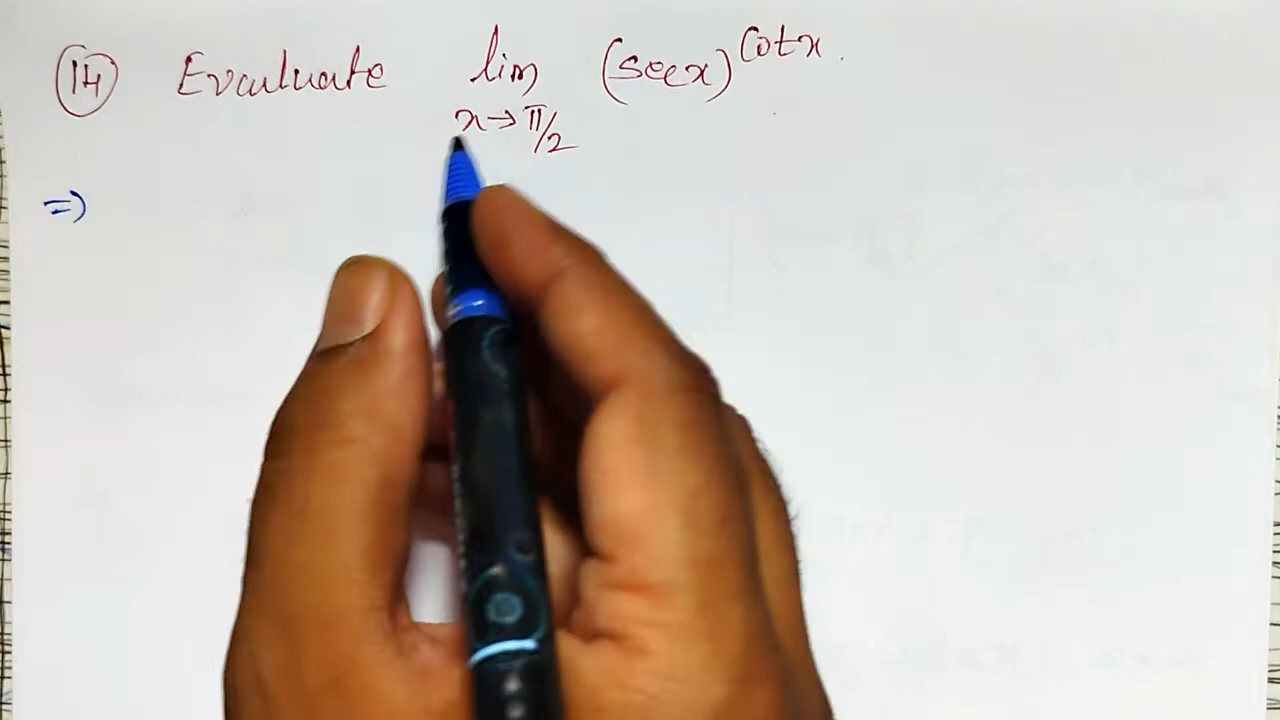 (14) Evaluate lim (secx)^cotx.
x→π/2
=>